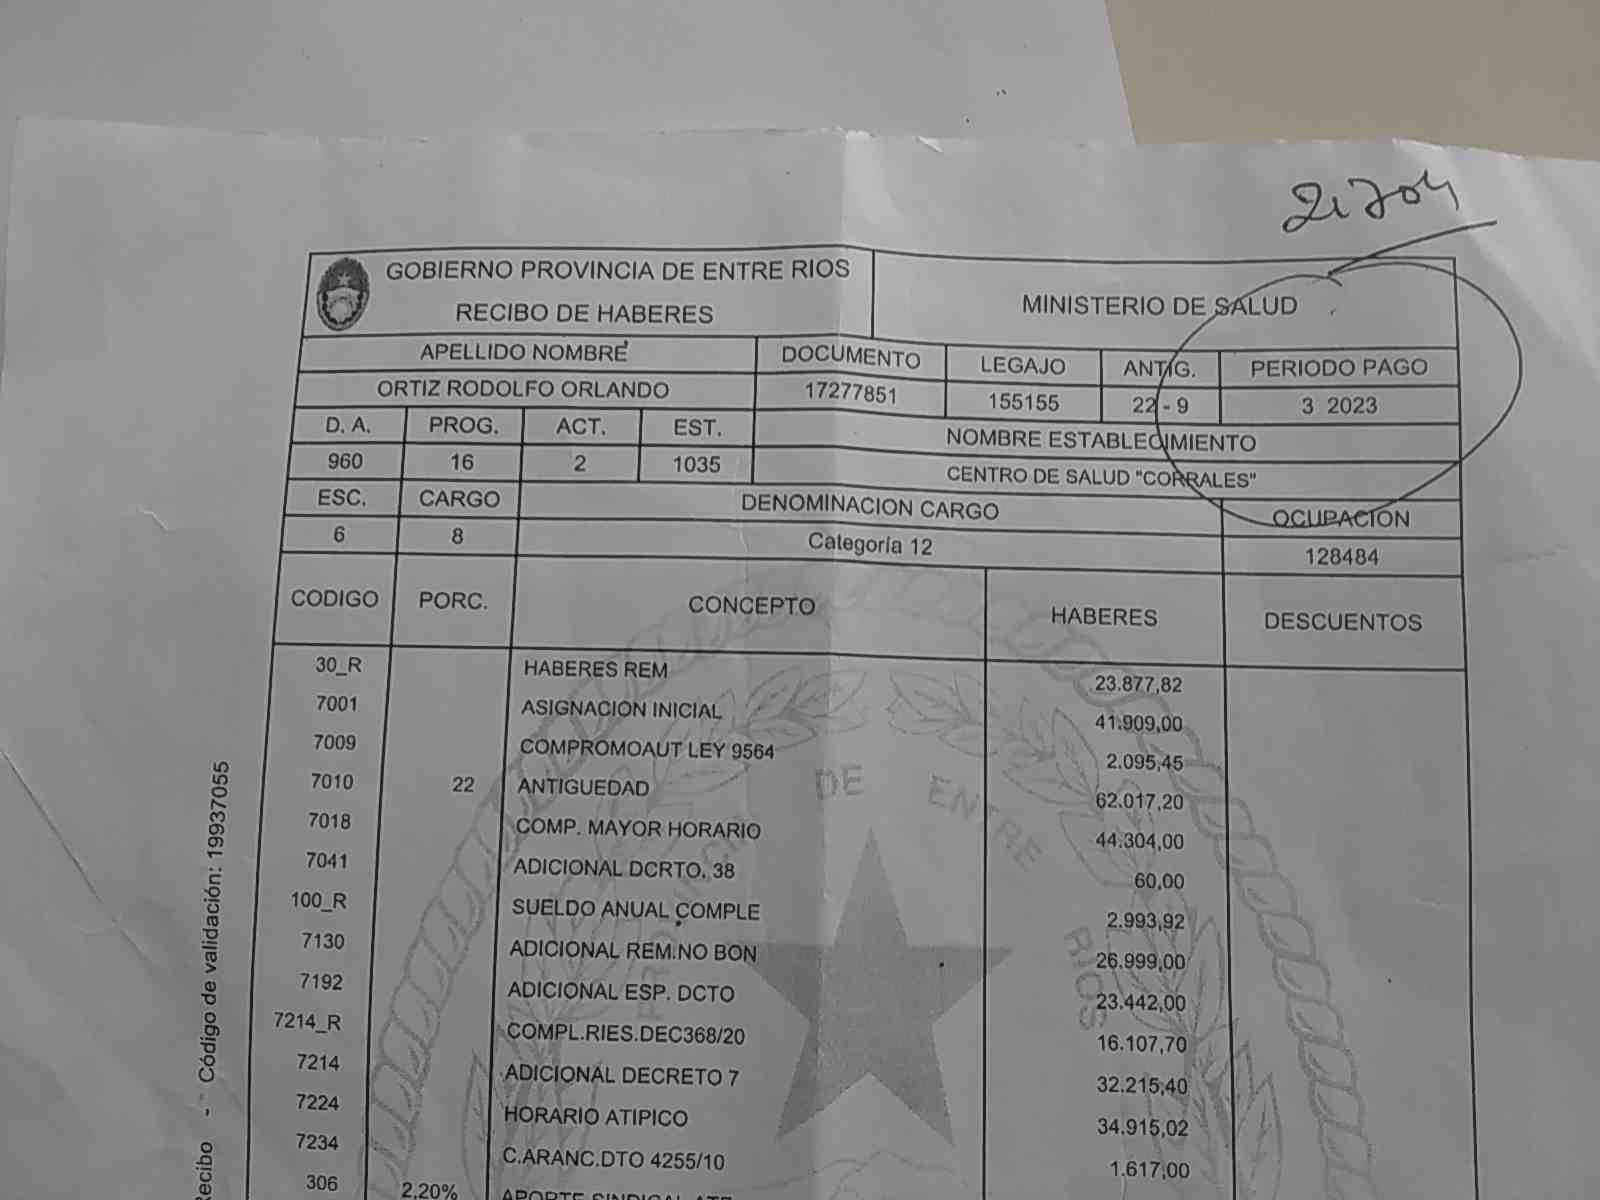 21704
GOBIERNO PROVINCIA DE ENTRE RIOS
RECIBO DE HABERES
MINISTERIO DE SALUD
APELLIDO NOMBRE DOCUMENTO LEGAJO ANTIG. PERIODO PAGO
ORTIZ RODOLFO ORLANDO 17277851 155155 22 - 9 3 2023
D. A. PROG. ACT. EST. NOMBRE ESTABLECIMIENTO
960 16 2 1035 CENTRO DE SALUD "CORRALES"
ESC. CARGO DENOMINACION CARGO OCUPACION
6 8 Categoría 12 128484
CODIGO PORC. CONCEPTO HABERES DESCUENTOS
30_R HABERES REM 23.877,82
7001 ASIGNACION INICIAL 41.909,00
7009 COMPROMOAUT LEY 9564 2.095,45
7010 22 ANTIGUEDAD 62.017,20
7018 COMP. MAYOR HORARIO 44.304,00
7041 ADICIONAL DCRTO. 38 60,00
100_R SUELDO ANUAL COMPLE 2.993,92
7130 ADICIONAL REM.NO BON 26.999,00
7192 ADICIONAL ESP. DCTO 23.442,00
7214_R COMPL.RIES.DEC368/20 16.107,70
7214 ADICIONAL DECRETO 7 32.215,40
7224 HORARIO ATIPICO 34.915,02
7234 C.ARANC.DTO 4255/10 1.617,00
306 2,20% APORTE SINDICAL ATE
Recibo - Código de validación: 19937055
PROVINCIA DE ENTRE RIOS